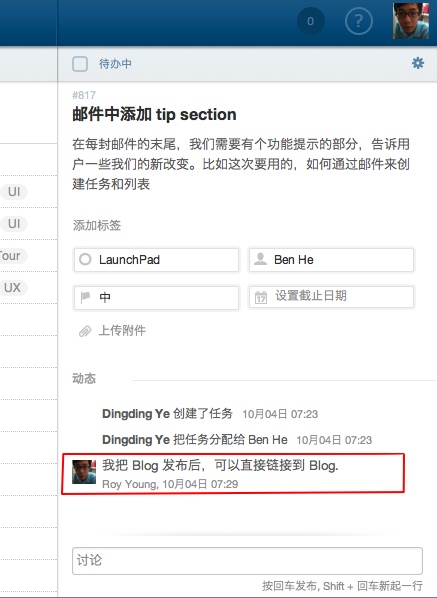 0
?
待办中
#817
邮件中添加 tip section
在每封邮件的末尾，我们需要有个功能提示的部分，告诉用
户一些我们的新改变。比如这次要用的，如何通过邮件来创
建任务和列表
UI
UI
Tour
UX
添加标签
LaunchPad
Ben He
中
17 设置截止日期
上传附件
动态
Dingding Ye 创建了任务 10月04日 07:23
Dingding Ye 把任务分配给 Ben He 10月04日 07:23
我把 Blog 发布后，可以直接链接到 Blog.
Roy Young, 10月04日 07:29
讨论
按回车发布, Shift + 回车新起一行